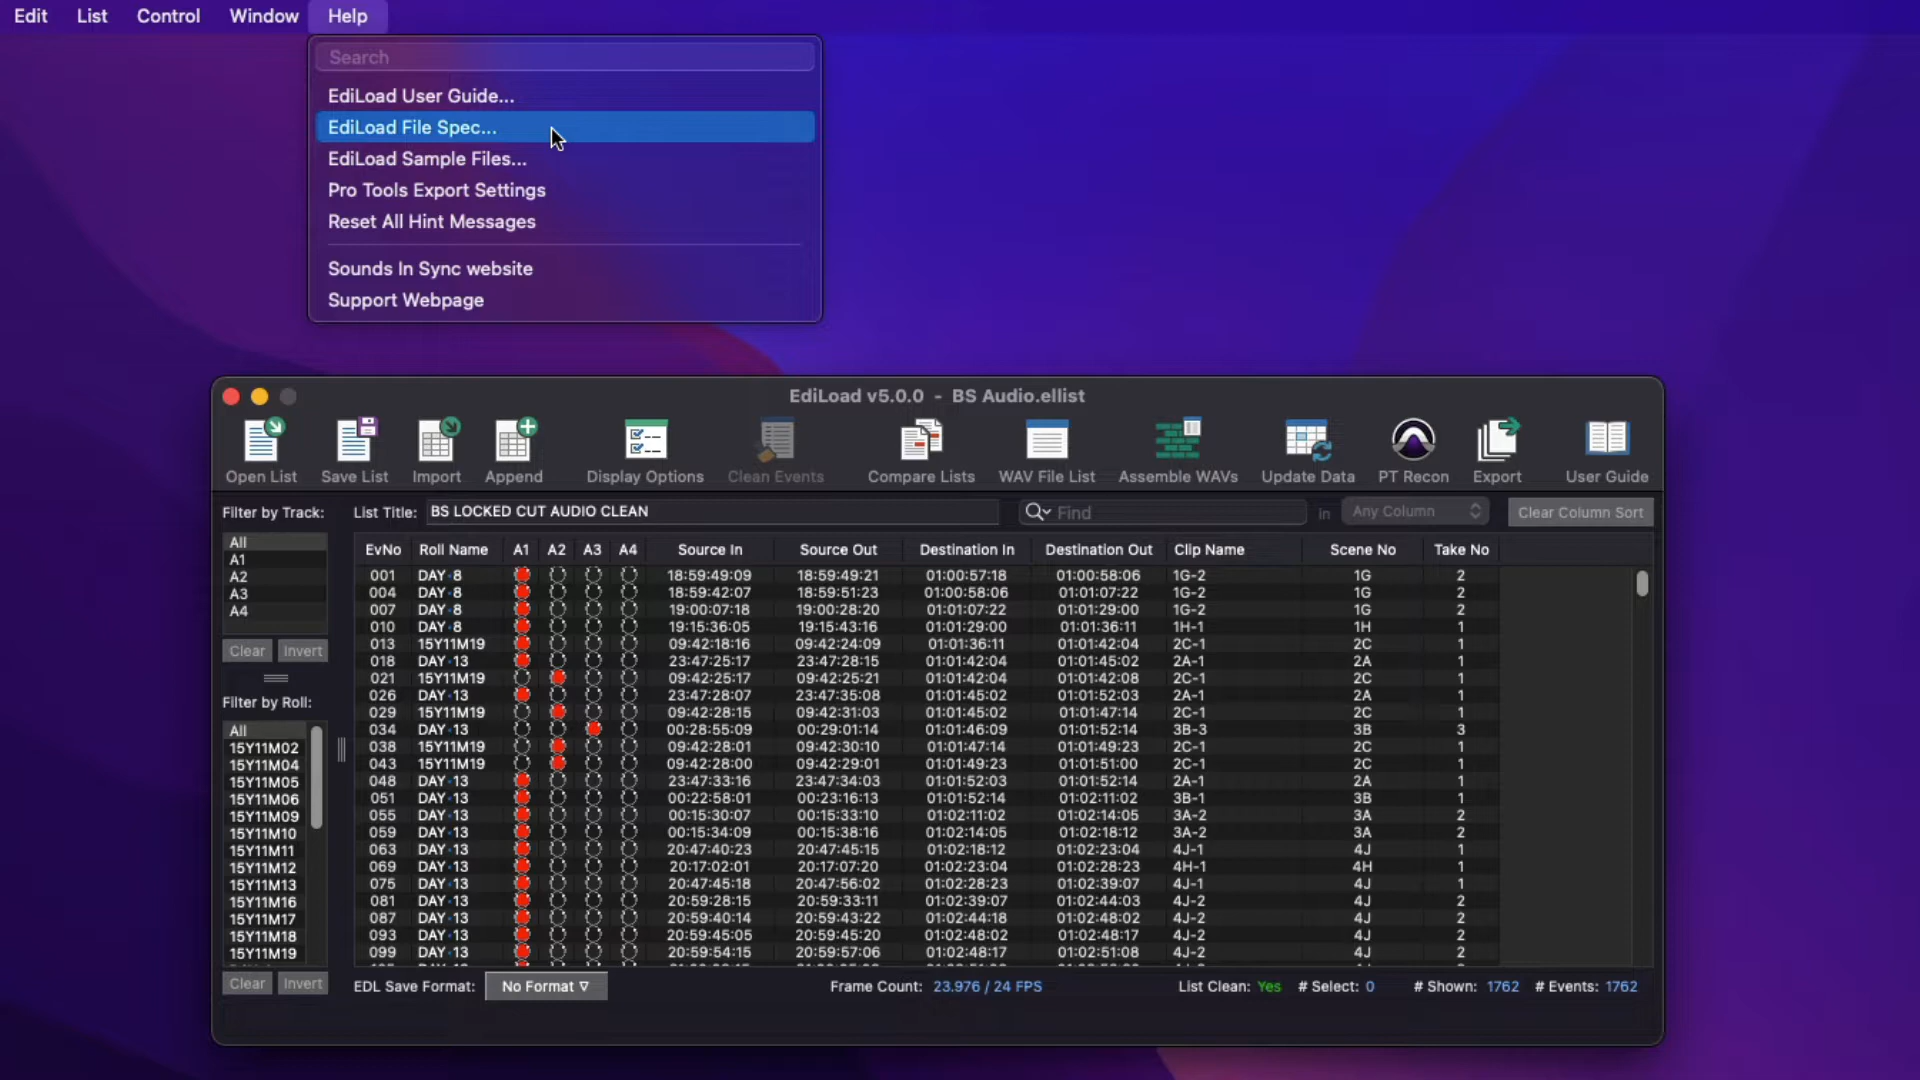 Edit List Control Window Help
Search
EdiLoad User Guide...
EdiLoad File Spec...
EdiLoad Sample Files...
Pro Tools Export Settings
Reset All Hint Messages
Sounds In Sync website
Support Webpage
EdiLoad v5.0.0 - BS Audio.ellist
Open List Save List Import Append Display Options Clean Events Compare Lists WAV File List Assemble WAVs Update Data PT Recon Export User Guide
Filter by Track: List Title: BS LOCKED CUT AUDIO CLEAN Find in Any Column Clear Column Sort
All
A1
A2
A3
A4
Clear Invert
Filter by Roll:
All
15Y11M02
15Y11M04
15Y11M05
15Y11M06
15Y11M09
15Y11M10
15Y11M11
15Y11M12
15Y11M13
15Y11M16
15Y11M17
15Y11M18
15Y11M19
Clear Invert
EvNo Roll Name A1 A2 A3 A4 Source In Source Out Destination In Destination Out Clip Name Scene No Take No
001 DAY·8 18:59:49:09 18:59:49:21 01:00:57:18 01:00:58:06 1G-2 1G 2
004 DAY·8 18:59:42:07 18:59:51:23 01:00:58:06 01:01:07:22 1G-2 1G 2
007 DAY·8 19:00:07:18 19:00:28:20 01:01:07:22 01:01:29:00 1G-2 1G 2
010 DAY·8 19:15:36:05 19:15:43:16 01:01:29:00 01:01:36:11 1H-1 1H 1
013 15Y11M19 09:42:18:16 09:42:24:09 01:01:36:11 01:01:42:04 2C-1 2C 1
018 DAY·13 23:47:25:17 23:47:28:15 01:01:42:04 01:01:45:02 2A-1 2A 1
021 15Y11M19 09:42:25:17 09:42:25:21 01:01:42:04 01:01:42:08 2C-1 2C 1
026 DAY·13 23:47:28:07 23:47:35:08 01:01:45:02 01:01:52:03 2A-1 2A 1
029 15Y11M19 09:42:28:15 09:42:31:03 01:01:45:02 01:01:47:14 2C-1 2C 1
034 DAY·13 00:28:55:09 00:29:01:14 01:01:46:09 01:01:52:14 3B-3 3B 3
038 15Y11M19 09:42:28:01 09:42:30:10 01:01:47:14 01:01:49:23 2C-1 2C 1
043 15Y11M19 09:42:28:00 09:42:29:01 01:01:49:23 01:01:51:00 2C-1 2C 1
048 DAY·13 23:47:33:16 23:47:34:03 01:01:52:03 01:01:52:14 2A-1 2A 1
051 DAY·13 00:22:58:01 00:23:16:13 01:01:52:14 01:02:11:02 3B-1 3B 1
055 DAY·13 00:15:30:07 00:15:33:10 01:02:11:02 01:02:14:05 3A-2 3A 2
059 DAY·13 00:15:34:09 00:15:38:16 01:02:14:05 01:02:18:12 3A-2 3A 2
063 DAY·13 20:47:40:23 20:47:45:15 01:02:18:12 01:02:23:04 4J-1 4J 1
069 DAY·13 20:17:02:01 20:17:07:20 01:02:23:04 01:02:28:23 4H-1 4H 1
075 DAY·13 20:47:45:18 20:47:56:02 01:02:28:23 01:02:39:07 4J-1 4J 1
081 DAY·13 20:59:28:15 20:59:33:11 01:02:39:07 01:02:44:03 4J-2 4J 2
087 DAY·13 20:59:40:14 20:59:43:22 01:02:44:18 01:02:48:02 4J-2 4J 2
093 DAY·13 20:59:45:05 20:59:45:20 01:02:48:02 01:02:48:17 4J-2 4J 2
099 DAY·13 20:59:54:15 20:59:57:06 01:02:48:17 01:02:51:08 4J-2 4J 2
EDL Save Format: No Format Frame Count: 23.976 / 24 FPS List Clean: Yes # Select: 0 # Shown: 1762 # Events: 1762